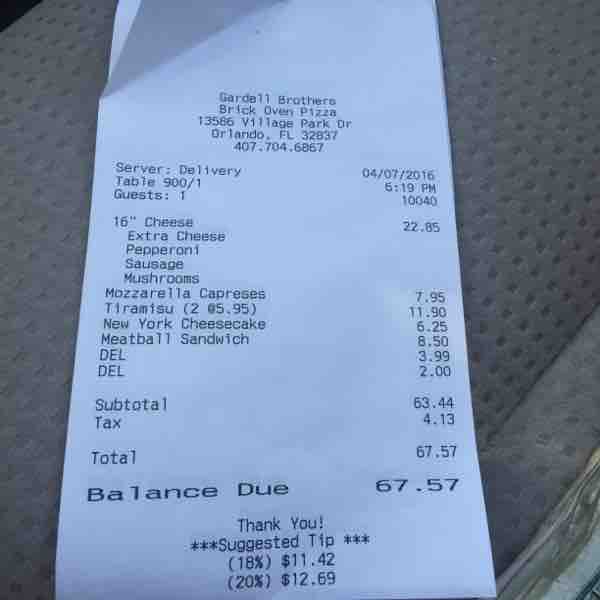 Gardell Brothers
Brick Oven Pizza
13586 Village Park Dr
Orlando, FL 32837
407.704.6867
Server: Delivery 04/07/2016
Table 900/1 6:19 PM
Guests: 1 10040
16" Cheese 22.85
Extra Cheese
Pepperoni
Sausage
Mushrooms
Mozzarella Capreses 7.95
Tiramisu (2 @5.95) 11.90
New York Cheesecake 6.25
Meatball Sandwich 8.50
DEL 3.99
DEL 2.00
Subtotal 63.44
Tax 4.13
Total 67.57
Balance Due 67.57
Thank You!
***Suggested Tip ***
(18%) $11.42
(20%) $12.69